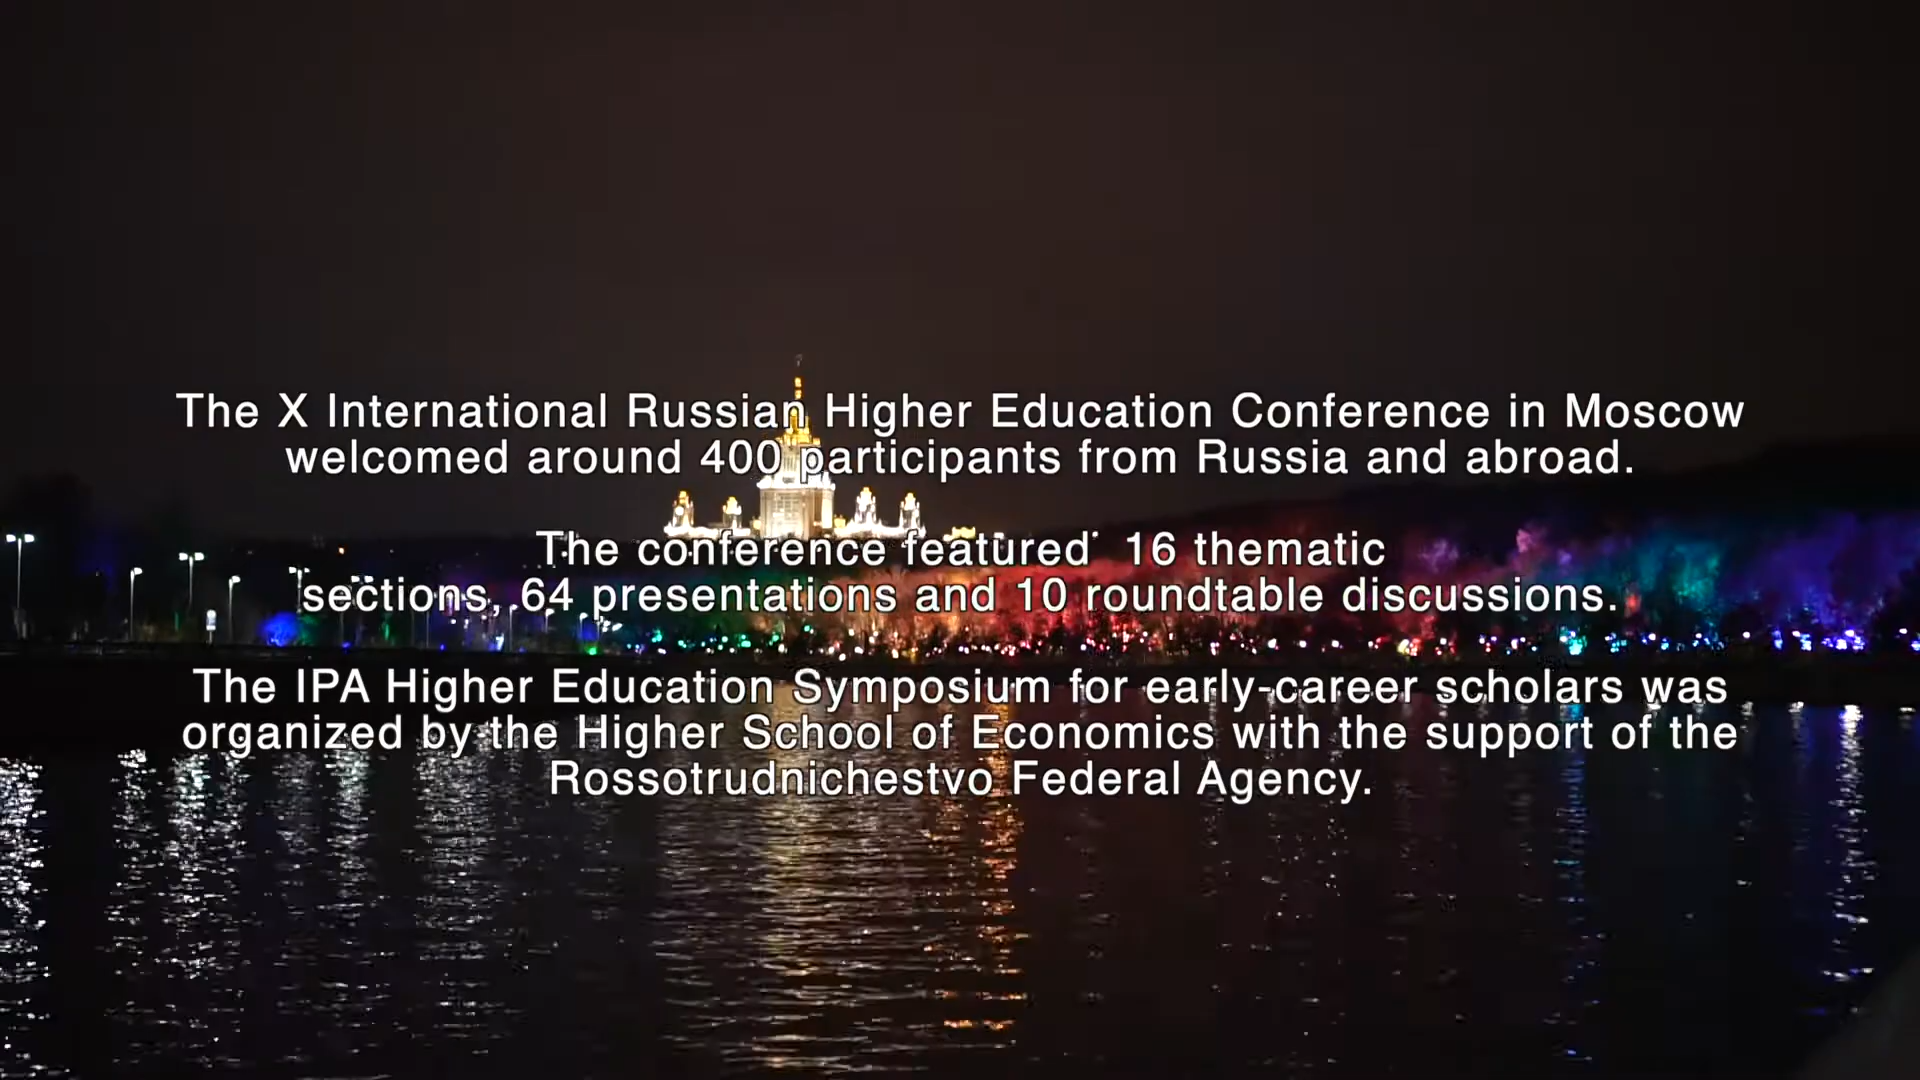 The X International Russian Higher Education Conference in Moscow
welcomed around 400 participants from Russia and abroad.
The conference featured 16 thematic
sections, 64 presentations and 10 roundtable discussions.
The IPA Higher Education Symposium for early-career scholars was
organized by the Higher School of Economics with the support of the
Rossotrudnichestvo Federal Agency.